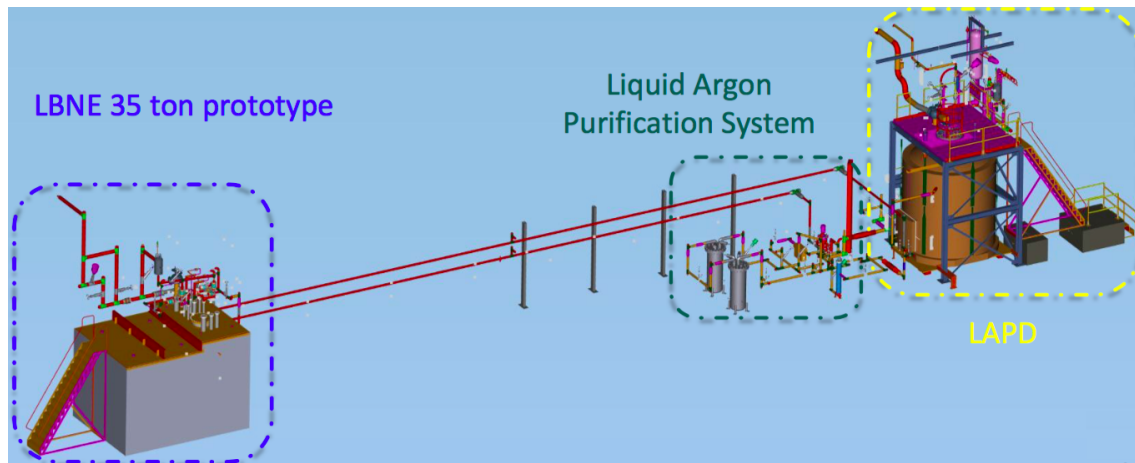 LBNE 35 ton prototype
Liquid Argon
Purification System
LAPD